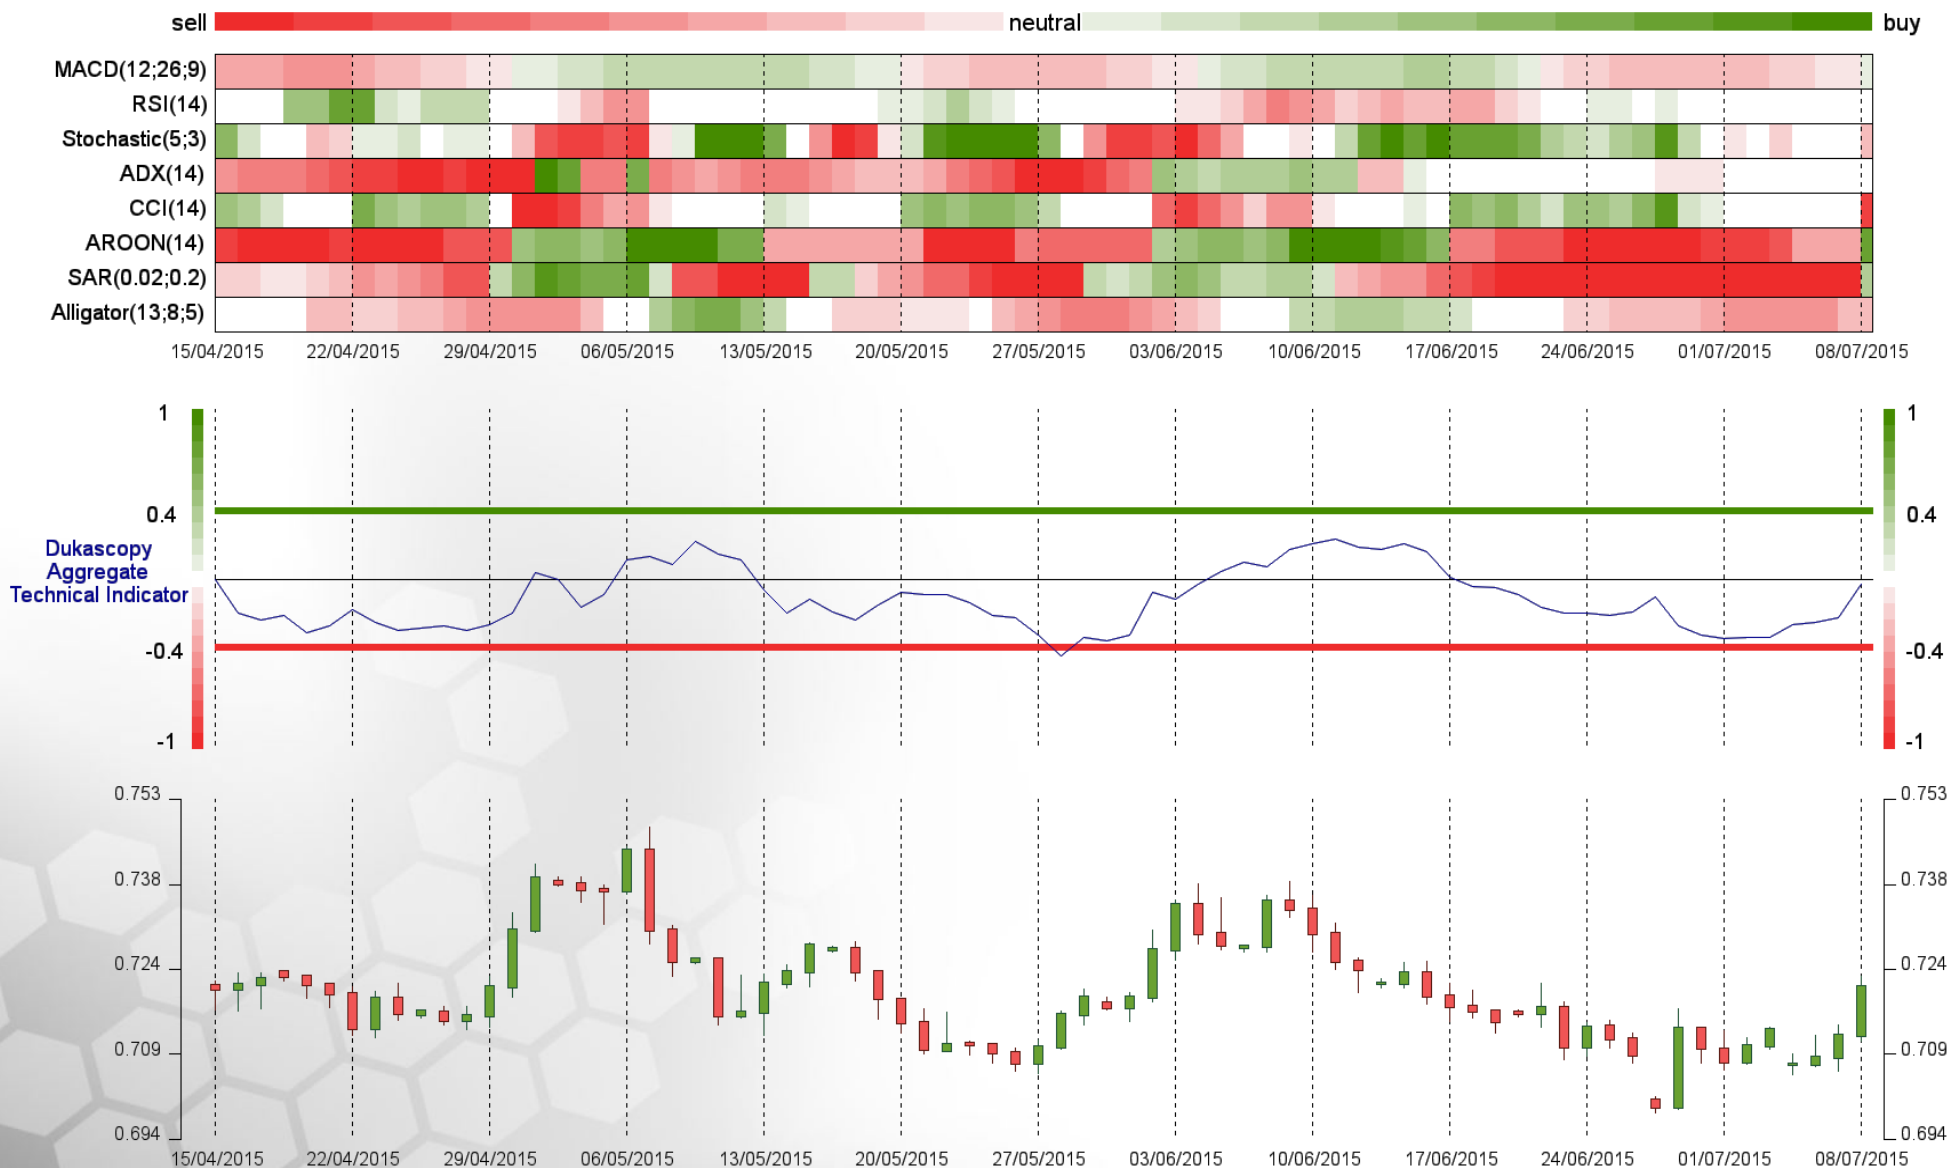 sell neutral buy
MACD(12;26;9)
RSI(14)
Stochastic(5;3)
ADX(14)
CCI(14)
AROON(14)
SAR(0.02;0.2)
Alligator(13;8;5)
15/04/2015 22/04/2015 29/04/2015 06/05/2015 13/05/2015 20/05/2015 27/05/2015 03/06/2015 10/06/2015 17/06/2015 24/06/2015 01/07/2015 08/07/2015
1 1
0.4 0.4
Dukascopy
Aggregate
Technical Indicator
-0.4 -0.4
-1 -1
0.753 0.753
0.738 0.738
0.724 0.724
0.709 0.709
0.694 0.694
15/04/2015 22/04/2015 29/04/2015 06/05/2015 13/05/2015 20/05/2015 27/05/2015 03/06/2015 10/06/2015 17/06/2015 24/06/2015 01/07/2015 08/07/2015